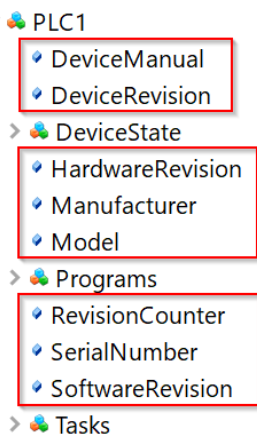 PLC1
DeviceManual
DeviceRevision
DeviceState
HardwareRevision
Manufacturer
Model
Programs
RevisionCounter
SerialNumber
SoftwareRevision
Tasks